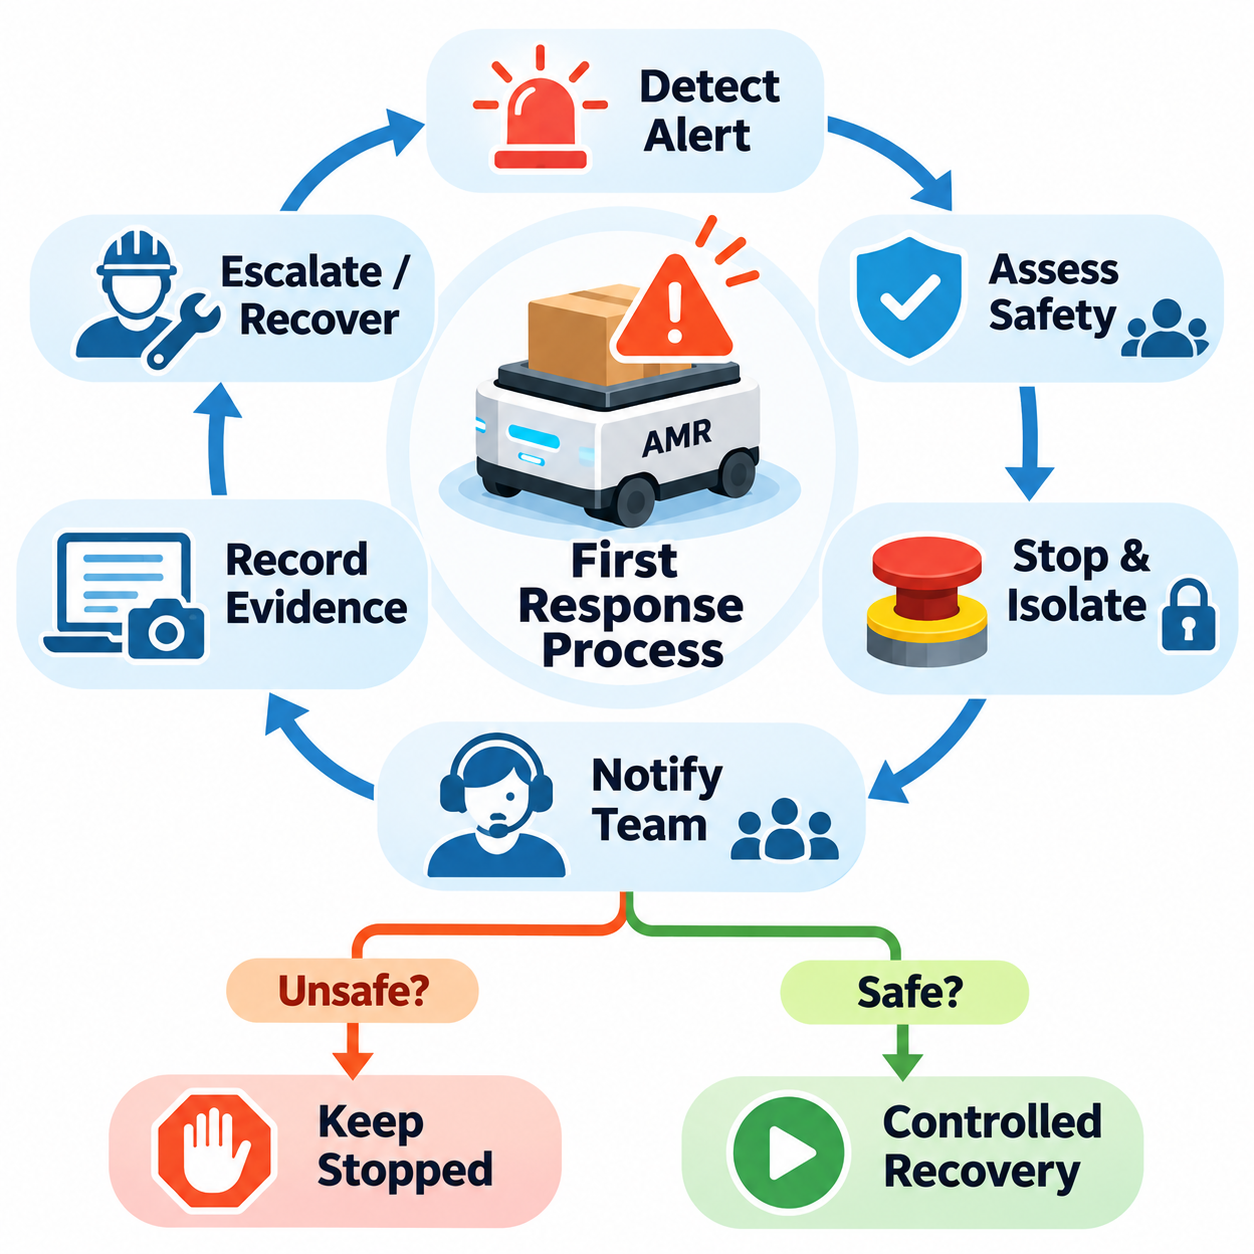 Detect
Alert
Assess
Safety
Stop &
Isolate
Notify
Team
Record
Evidence
Escalate /
Recover
AMR
First
Response
Process
Unsafe?
Keep
Stopped
Safe?
Controlled
Recovery